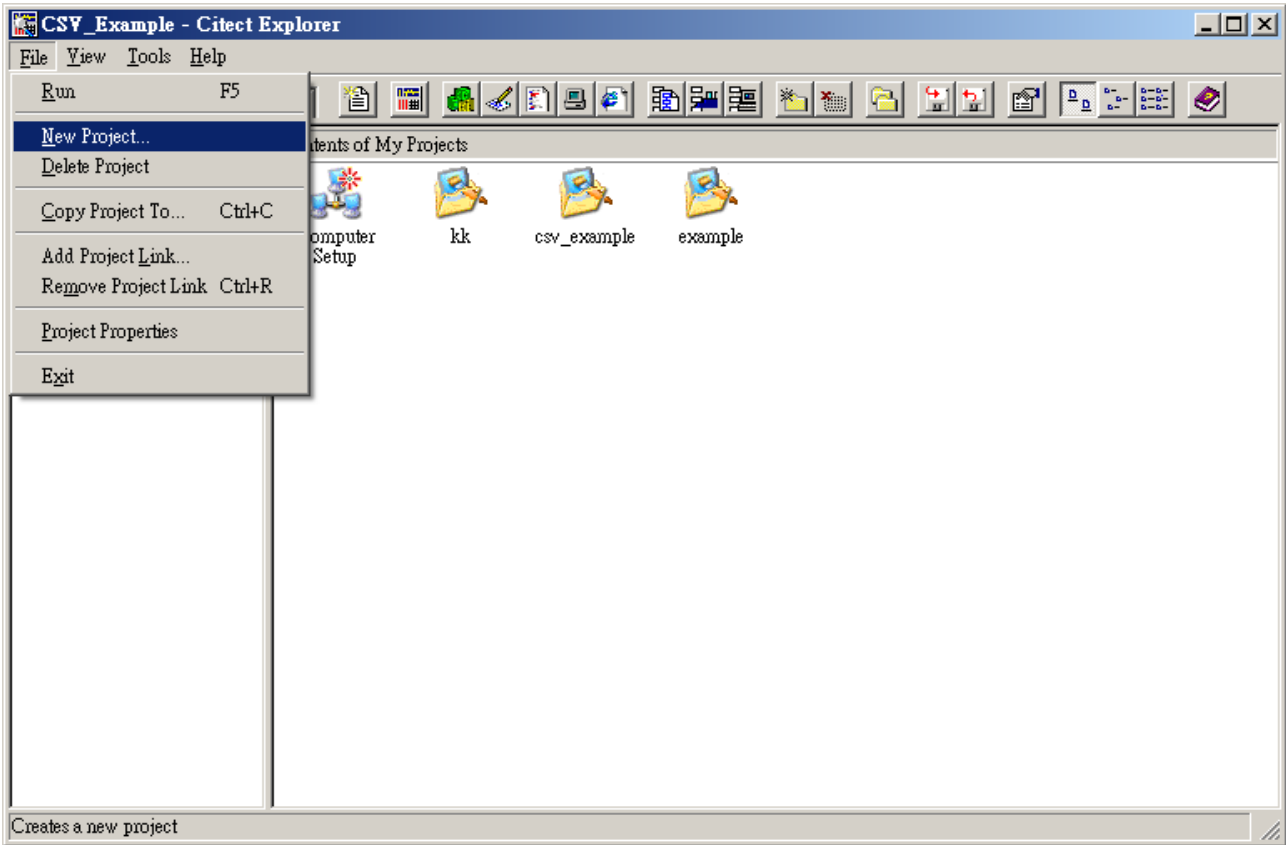 CSV_Example - Citect Explorer
File View Tools Help
Run F5
New Project...
Delete Project
Copy Project To... Ctrl+C
Add Project Link...
Remove Project Link Ctrl+R
Project Properties
Exit
ntents of My Projects
omputer
Setup
kk
csv_example
example
Creates a new project